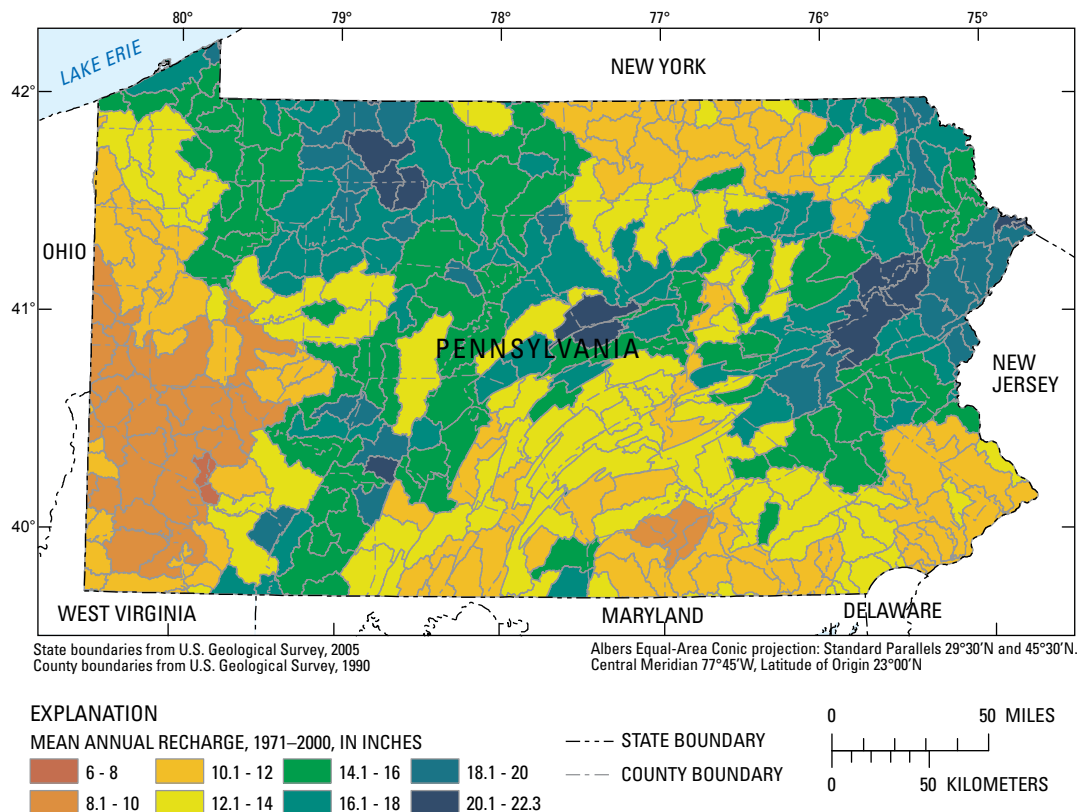 80° 79° 78° 77° 76° 75°
LAKE ERIE
NEW YORK
42°
OHIO
41°
PENNSYLVANIA
NEW
JERSEY
40°
WEST VIRGINIA
MARYLAND
DELAWARE
State boundaries from U.S. Geological Survey, 2005
County boundaries from U.S. Geological Survey, 1990
Albers Equal-Area Conic projection: Standard Parallels 29°30'N and 45°30'N.
Central Meridian 77°45'W, Latitude of Origin 23°00'N
EXPLANATION
MEAN ANNUAL RECHARGE, 1971–2000, IN INCHES
6 - 8 10.1 - 12 14.1 - 16 18.1 - 20
8.1 - 10 12.1 - 14 16.1 - 18 20.1 - 22.3
STATE BOUNDARY
COUNTY BOUNDARY
0 50 MILES
0 50 KILOMETERS